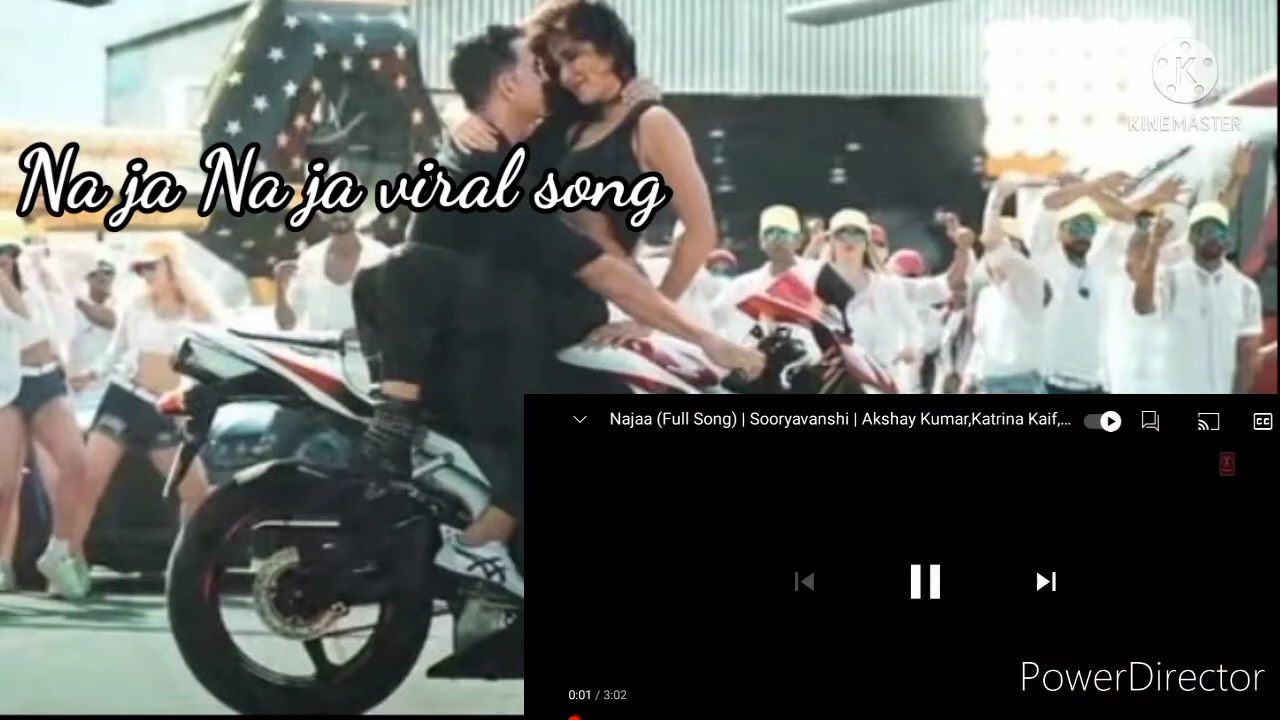 K
KINEMASTER
Na ja Na ja viral song
Najaa (Full Song) | Sooryavanshi | Akshay Kumar,Katrina Kaif,...
CC
T
0:01 / 3:02
PowerDirector